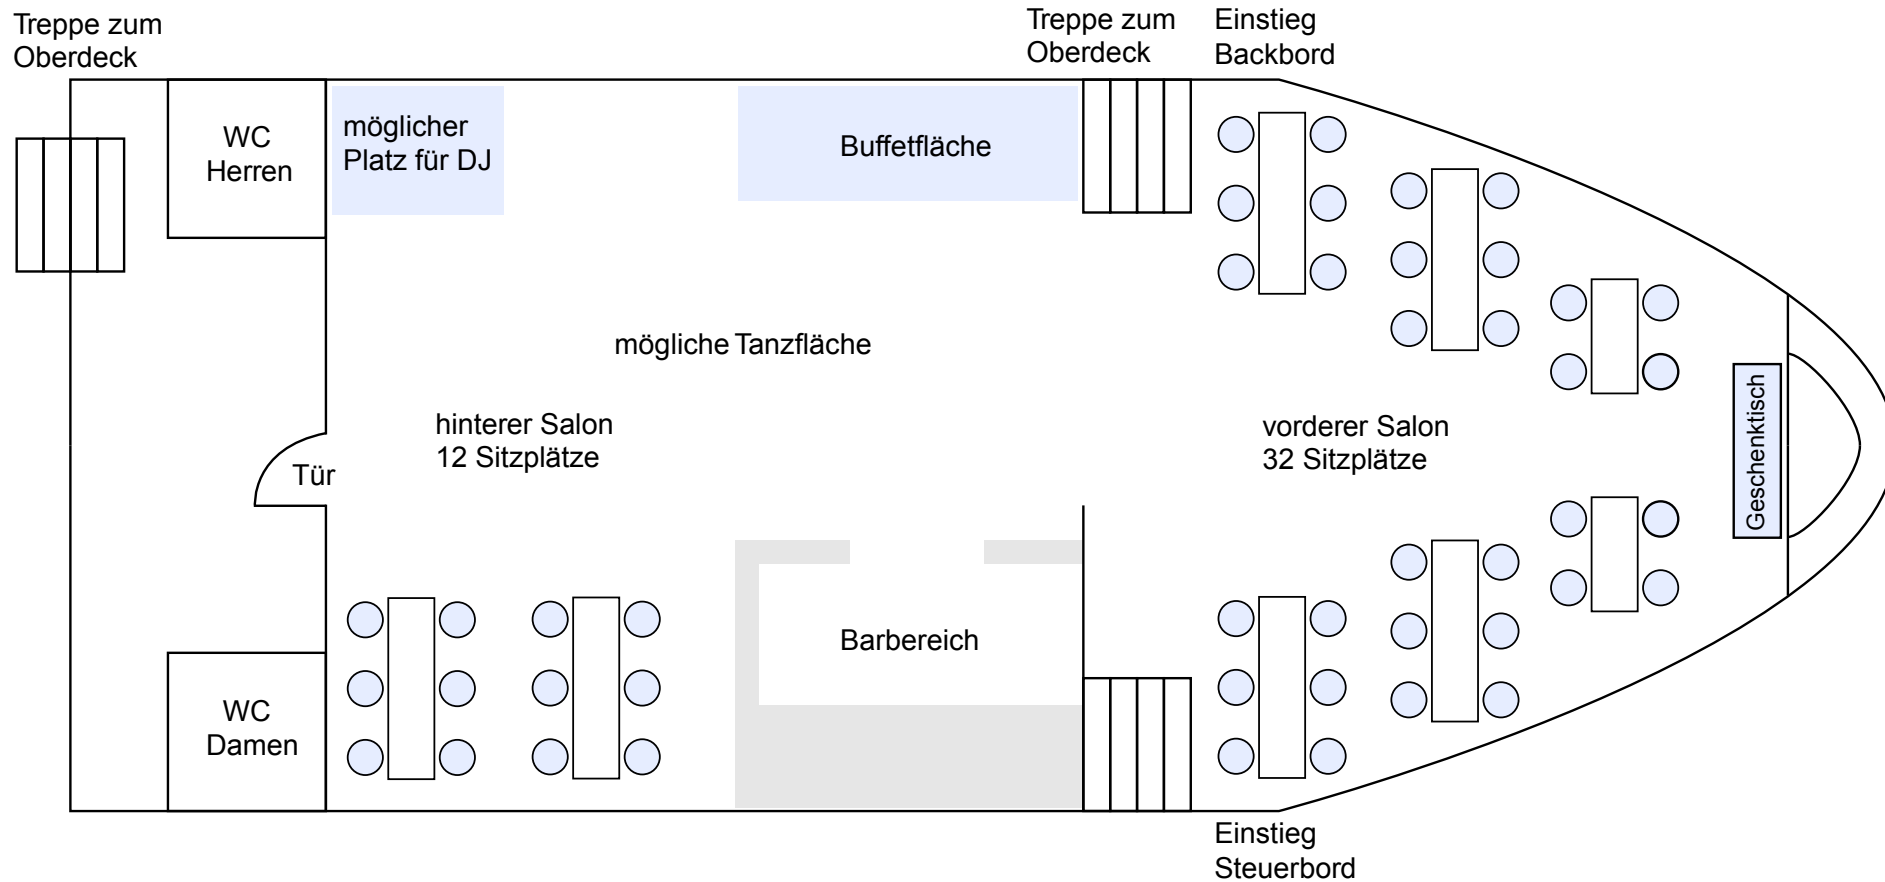 Treppe zum
Oberdeck
Treppe zum
Oberdeck
Einstieg
Backbord
WC
Herren
möglicher
Platz für DJ
Buffetfläche
mögliche Tanzfläche
hinterer Salon
12 Sitzplätze
vorderer Salon
32 Sitzplätze
Geschenktisch
Tür
Barbereich
WC
Damen
Einstieg
Steuerbord